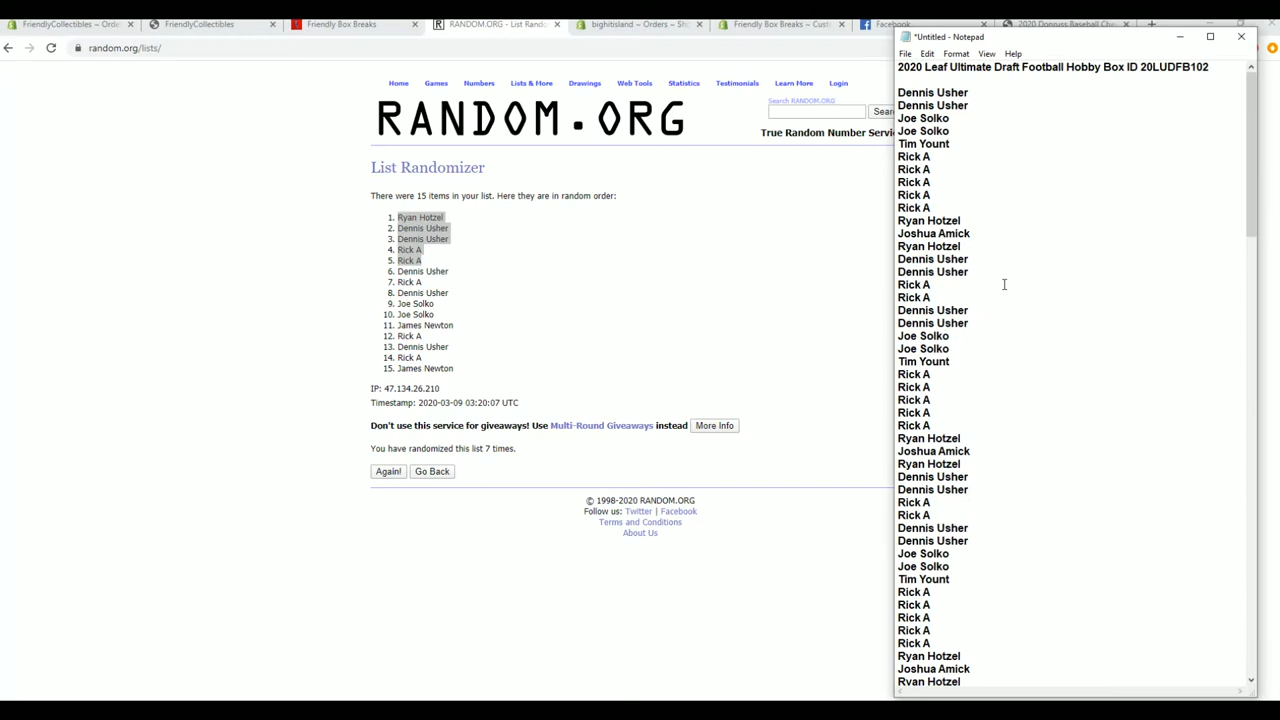 FriendlyCollectibles ~ Orde
FriendlyCollectibles
Friendly Box Breaks
RANDOM.ORG - List Rando
bighitisland ~ Orders ~ Sh
Friendly Box Breaks ~ Cust
Facebook
2020 Donruss Baseball Ch
random.org/lists/
Home
Games
Numbers
Lists & More
Drawings
Web Tools
Statistics
Testimonials
Learn More
Login
RANDOM.ORG
Search RANDOM.ORG
Sear
True Random Number Servi
List Randomizer
There were 15 items in your list. Here they are in random order:
1. Ryan Hotzel
2. Dennis Usher
3. Dennis Usher
4. Rick A
5. Rick A
6. Dennis Usher
7. Rick A
8. Dennis Usher
9. Joe Solko
10. Joe Solko
11. James Newton
12. Rick A
13. Dennis Usher
14. Rick A
15. James Newton
IP: 47.134.26.210
Timestamp: 2020-03-09 03:20:07 UTC
Don't use this service for giveaways! Use Multi-Round Giveaways instead More Info
You have randomized this list 7 times.
Again! Go Back
© 1998-2020 RANDOM.ORG
Follow us: Twitter | Facebook
Terms and Conditions
About Us
*Untitled - Notepad
File Edit Format View Help
2020 Leaf Ultimate Draft Football Hobby Box ID 20LUDFB102
Dennis Usher
Dennis Usher
Joe Solko
Joe Solko
Tim Yount
Rick A
Rick A
Rick A
Rick A
Rick A
Ryan Hotzel
Joshua Amick
Ryan Hotzel
Dennis Usher
Dennis Usher
Rick A
Rick A
Dennis Usher
Dennis Usher
Joe Solko
Joe Solko
Tim Yount
Rick A
Rick A
Rick A
Rick A
Rick A
Ryan Hotzel
Joshua Amick
Ryan Hotzel
Dennis Usher
Dennis Usher
Rick A
Rick A
Dennis Usher
Dennis Usher
Joe Solko
Joe Solko
Tim Yount
Rick A
Rick A
Rick A
Rick A
Rick A
Ryan Hotzel
Joshua Amick
Ryan Hotzel